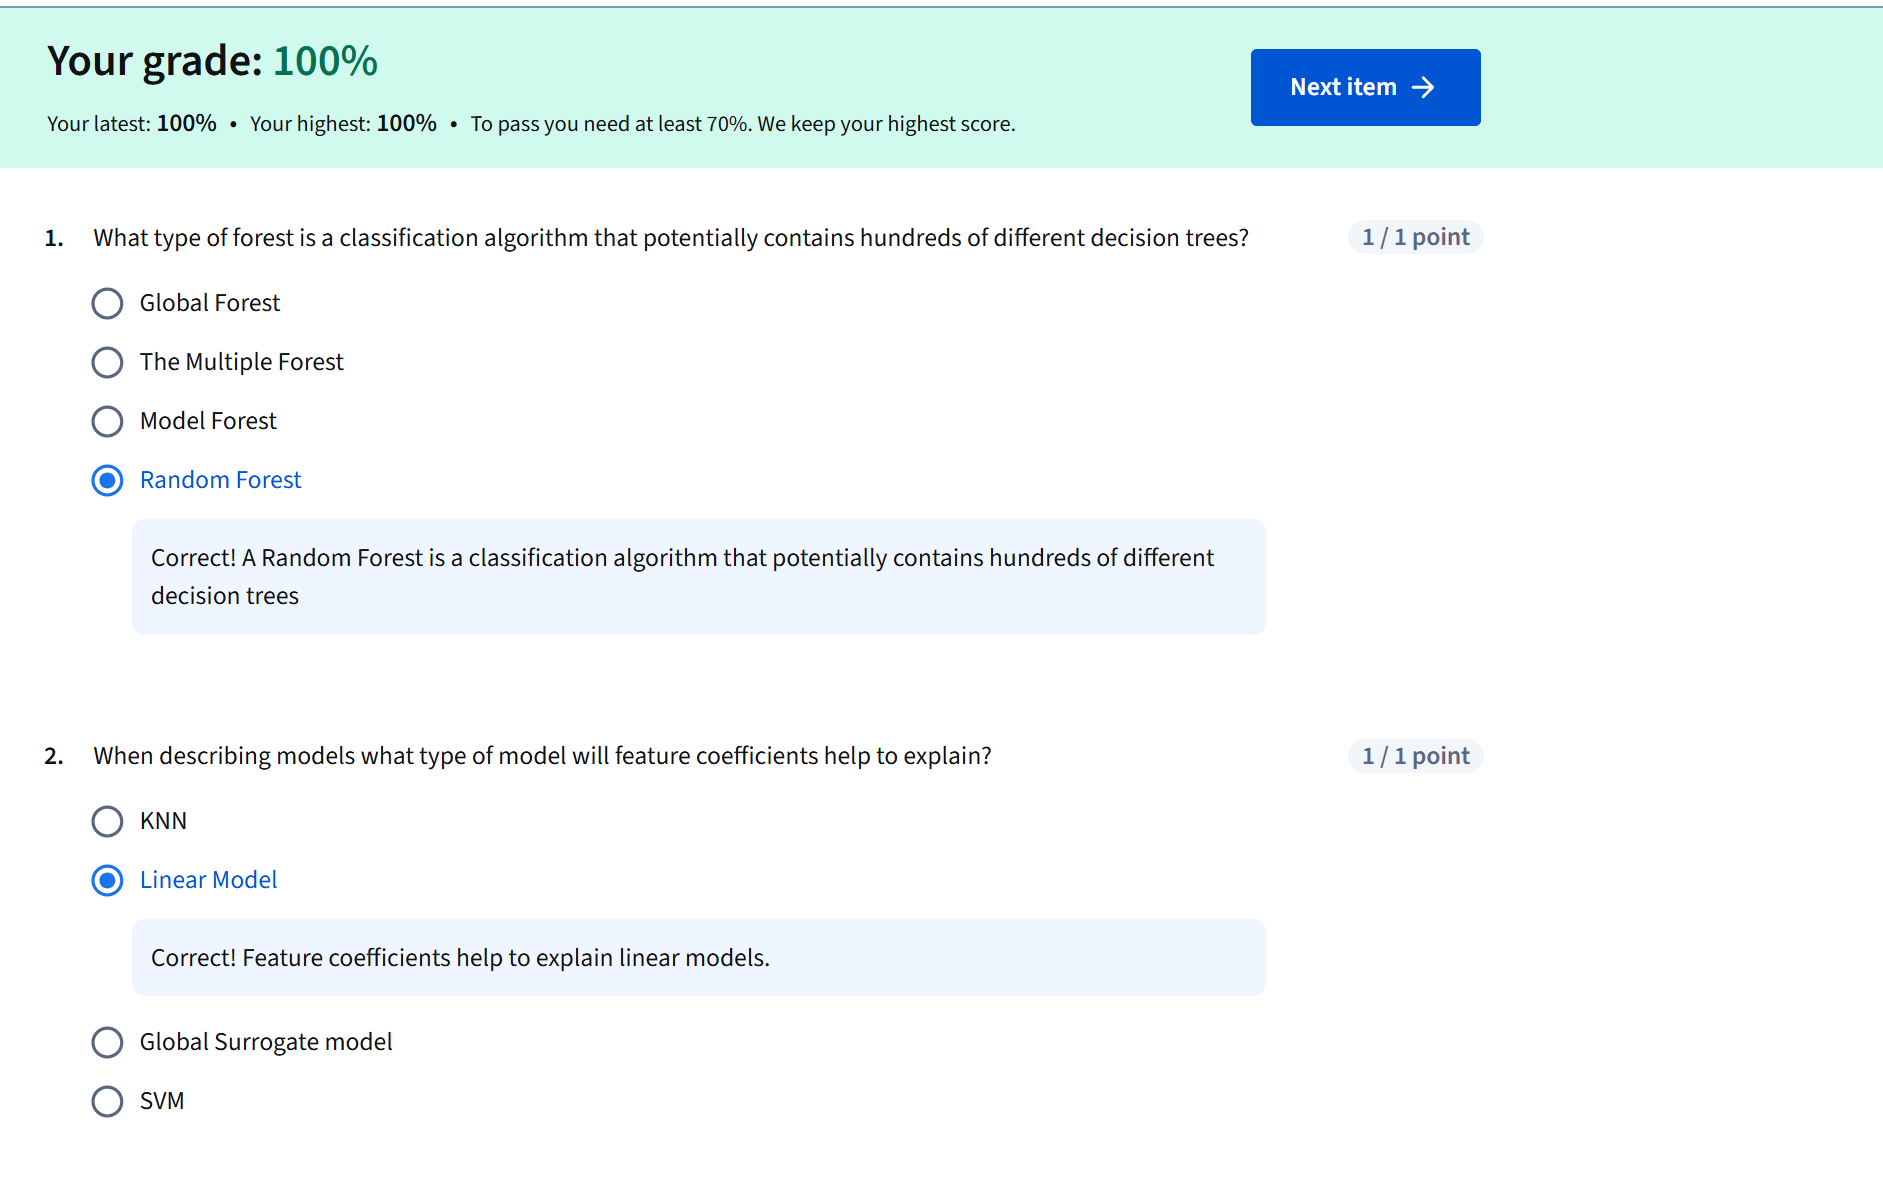 Your grade: 100%
Next item →
Your latest: 100% • Your highest: 100% • To pass you need at least 70%. We keep your highest score.
1. What type of forest is a classification algorithm that potentially contains hundreds of different decision trees? 1 / 1 point
Global Forest
The Multiple Forest
Model Forest
Random Forest
Correct! A Random Forest is a classification algorithm that potentially contains hundreds of different
decision trees
2. When describing models what type of model will feature coefficients help to explain? 1 / 1 point
KNN
Linear Model
Correct! Feature coefficients help to explain linear models.
Global Surrogate model
SVM